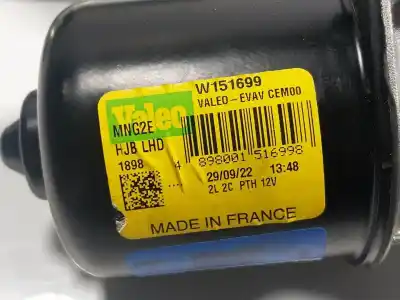 W151699
Valeo
VALEO-EVAV CEM00
MNG2E
HJB LHD
1898
4 898001 516998
29/09/22 13:48
2L 2C PTH 12V
MADE IN FRANCE